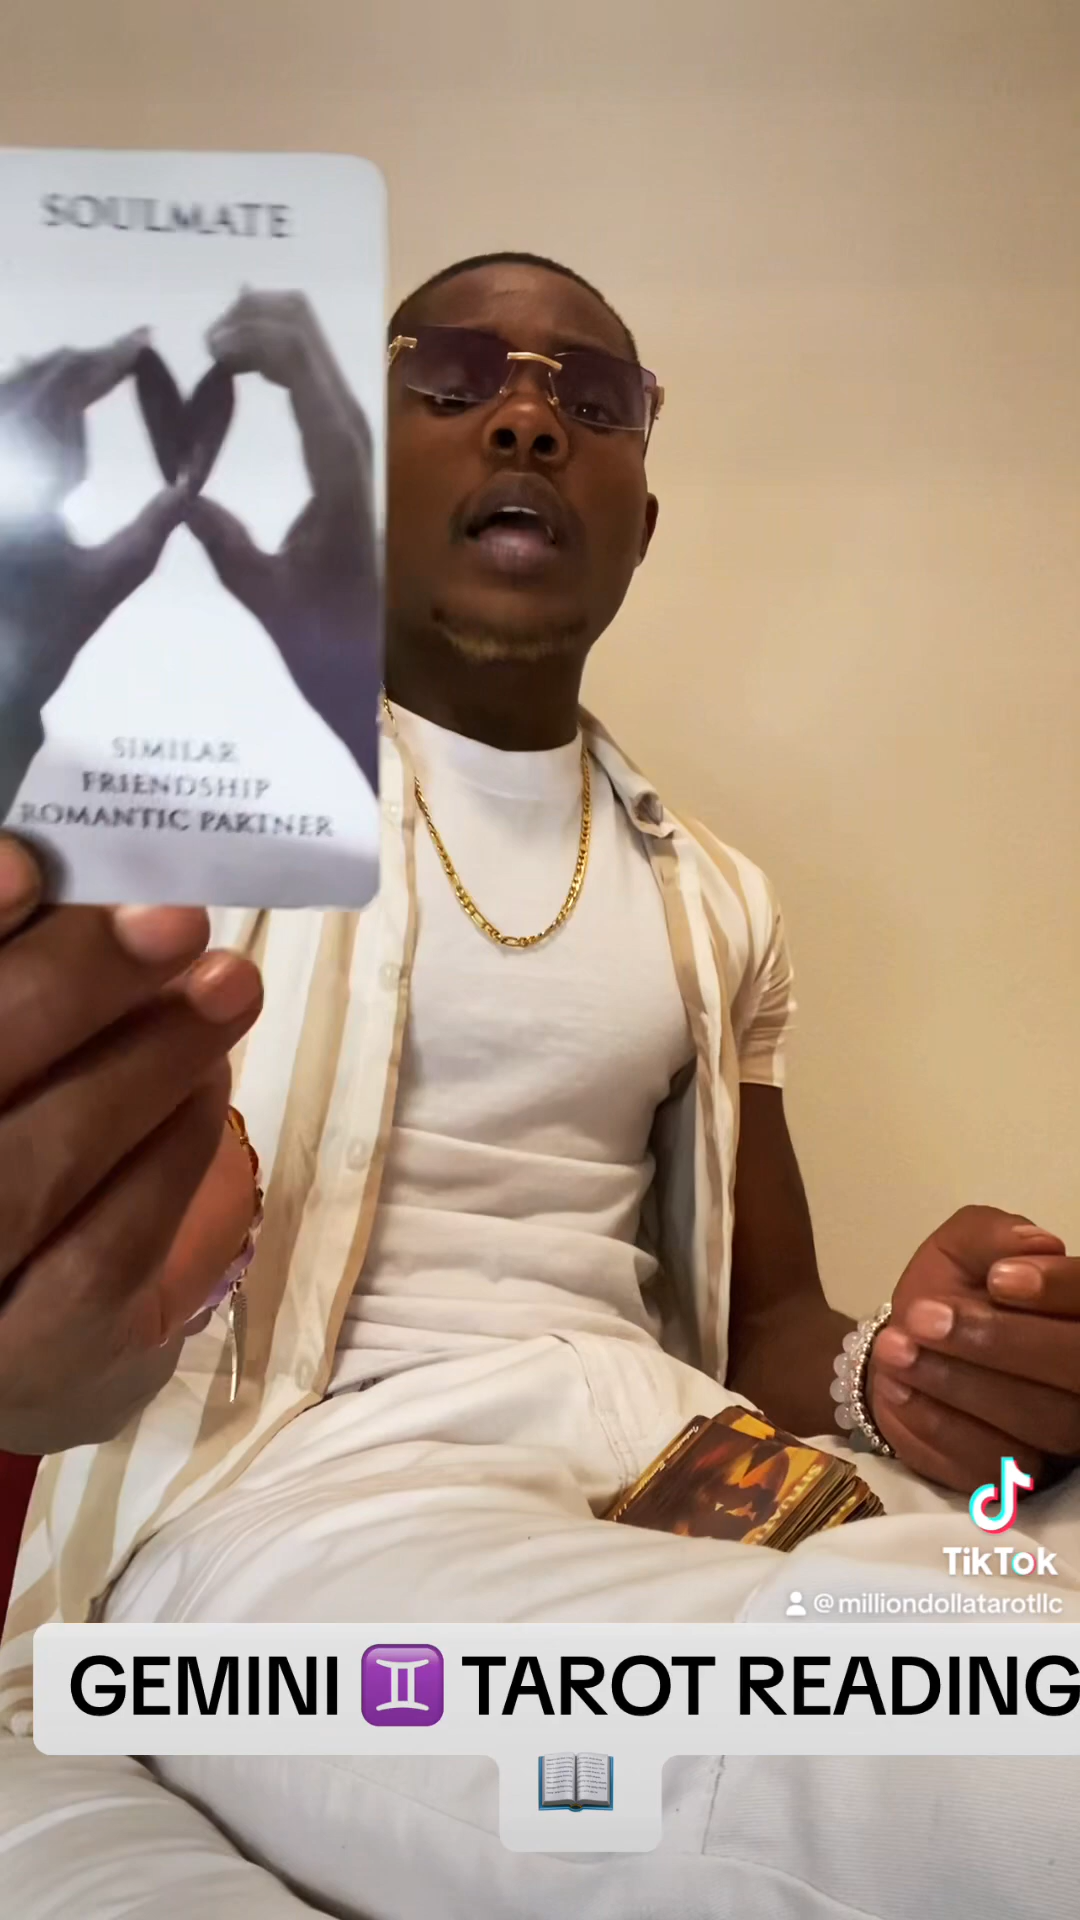 SOULMATE
SIMILAR
FRIENDSHIP
ROMANTIC PARTNER
TikTok
@milliondollatarotllc
GEMINI ♊ TAROT READING
📖